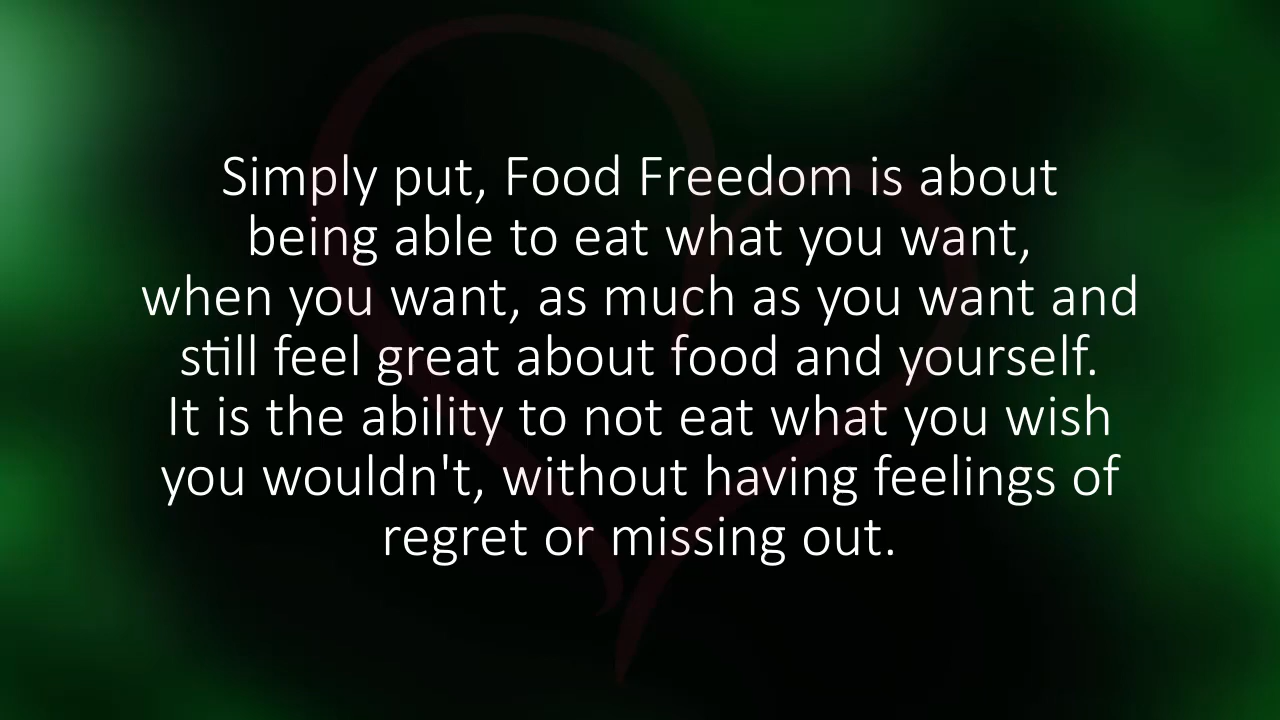 Simply put, Food Freedom is about
being able to eat what you want,
when you want, as much as you want and
still feel great about food and yourself.
It is the ability to not eat what you wish
you wouldn't, without having feelings of
regret or missing out.